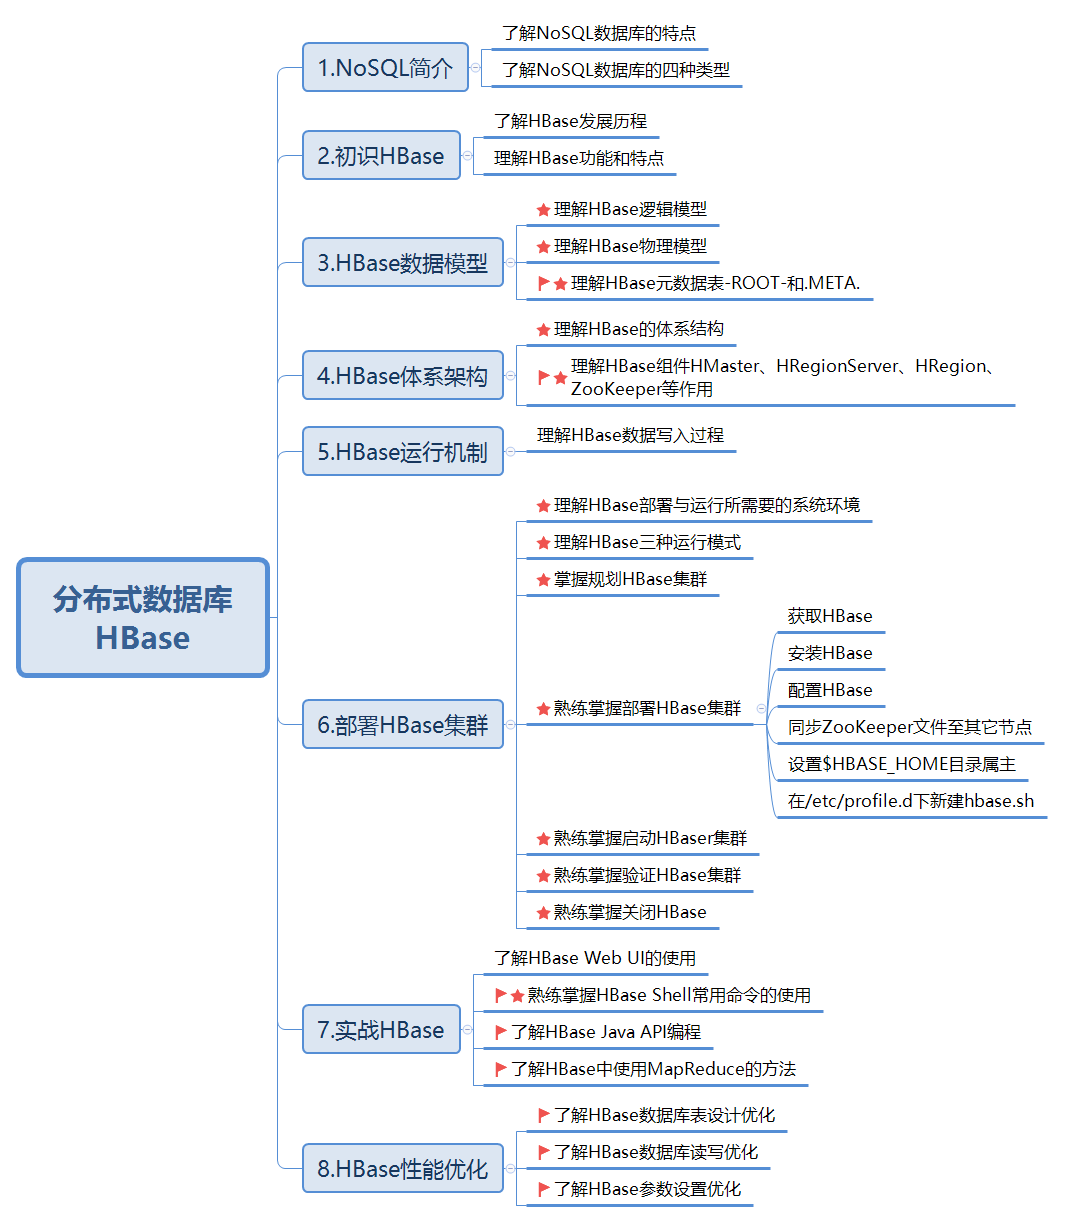 分布式数据库
HBase
1.NoSQL简介
了解NoSQL数据库的特点
了解NoSQL数据库的四种类型
2.初识HBase
了解HBase发展历程
理解HBase功能和特点
3.HBase数据模型
理解HBase逻辑模型
理解HBase物理模型
理解HBase元数据表-ROOT-和.META.
4.HBase体系架构
理解HBase的体系结构
理解HBase组件HMaster、HRegionServer、HRegion、
ZooKeeper等作用
5.HBase运行机制
理解HBase数据写入过程
6.部署HBase集群
理解HBase部署与运行所需要的系统环境
理解HBase三种运行模式
掌握规划HBase集群
熟练掌握部署HBase集群
获取HBase
安装HBase
配置HBase
同步ZooKeeper文件至其它节点
设置$HBASE_HOME目录属主
在/etc/profile.d下新建hbase.sh
熟练掌握启动HBaser集群
熟练掌握验证HBase集群
熟练掌握关闭HBase
7.实战HBase
了解HBase Web UI的使用
熟练掌握HBase Shell常用命令的使用
了解HBase Java API编程
了解HBase中使用MapReduce的方法
8.HBase性能优化
了解HBase数据库表设计优化
了解HBase数据库读写优化
了解HBase参数设置优化